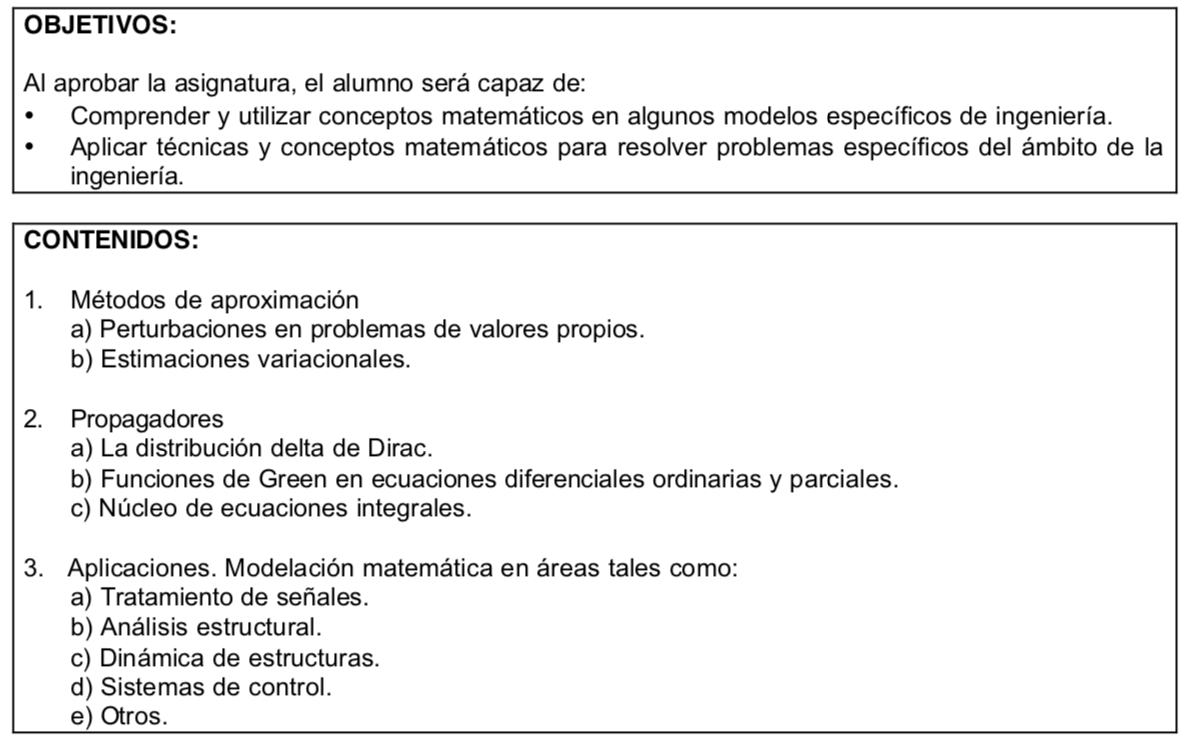 OBJETIVOS:
Al aprobar la asignatura, el alumno será capaz de:
• Comprender y utilizar conceptos matemáticos en algunos modelos específicos de ingeniería.
• Aplicar técnicas y conceptos matemáticos para resolver problemas específicos del ámbito de la
ingeniería.
CONTENIDOS:
1. Métodos de aproximación
a) Perturbaciones en problemas de valores propios.
b) Estimaciones variacionales.
2. Propagadores
a) La distribución delta de Dirac.
b) Funciones de Green en ecuaciones diferenciales ordinarias y parciales.
c) Núcleo de ecuaciones integrales.
3. Aplicaciones. Modelación matemática en áreas tales como:
a) Tratamiento de señales.
b) Análisis estructural.
c) Dinámica de estructuras.
d) Sistemas de control.
e) Otros.